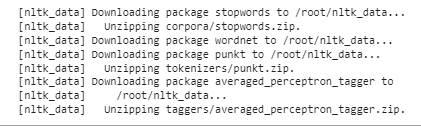 [nltk_data] Downloading package stopwords to /root/nltk_data...
[nltk_data]   Unzipping corpora/stopwords.zip.
[nltk_data] Downloading package wordnet to /root/nltk_data...
[nltk_data] Downloading package punkt to /root/nltk_data...
[nltk_data]   Unzipping tokenizers/punkt.zip.
[nltk_data] Downloading package averaged_perceptron_tagger to
[nltk_data]     /root/nltk_data...
[nltk_data]   Unzipping taggers/averaged_perceptron_tagger.zip.